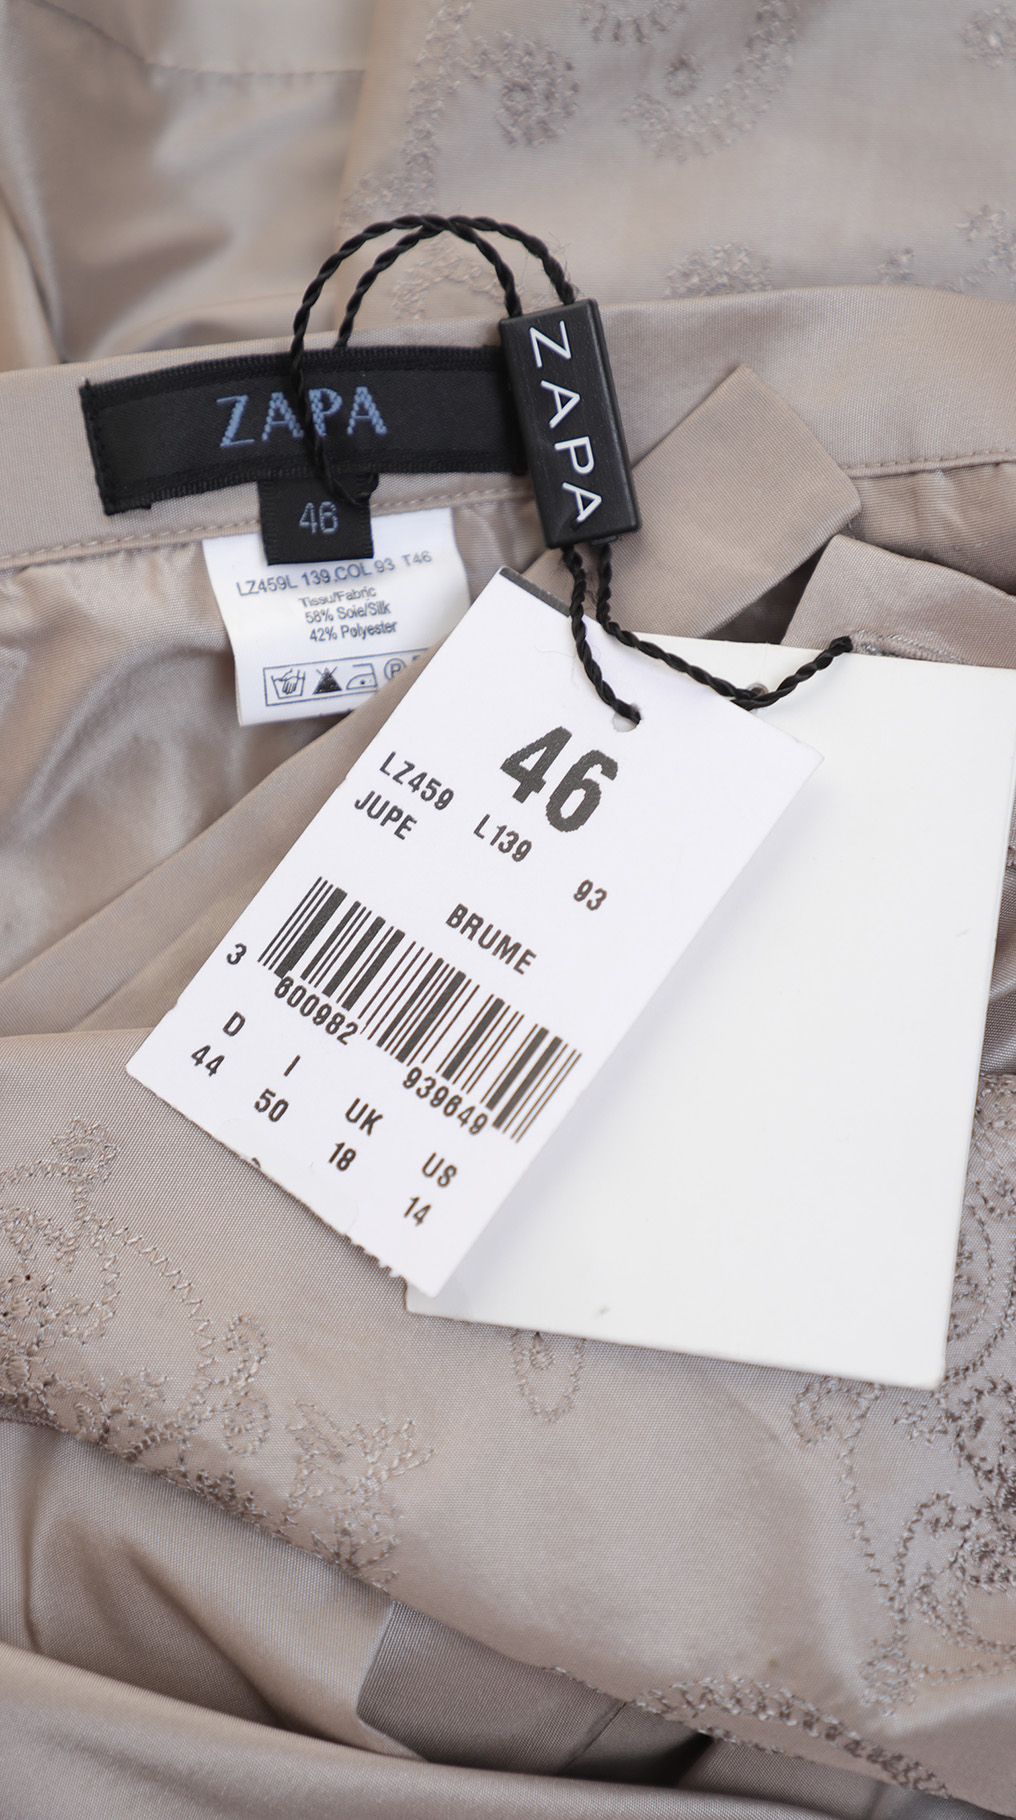 ZAPA
ZAPA
46
LZ459L 139.COL 93 T46
Tissu/Fabric
58% Soie/Silk
42% Polyester
P
46
LZ459 L139 93
JUPE BRUME
3 600982 939649
D I UK US
44 50 18 14